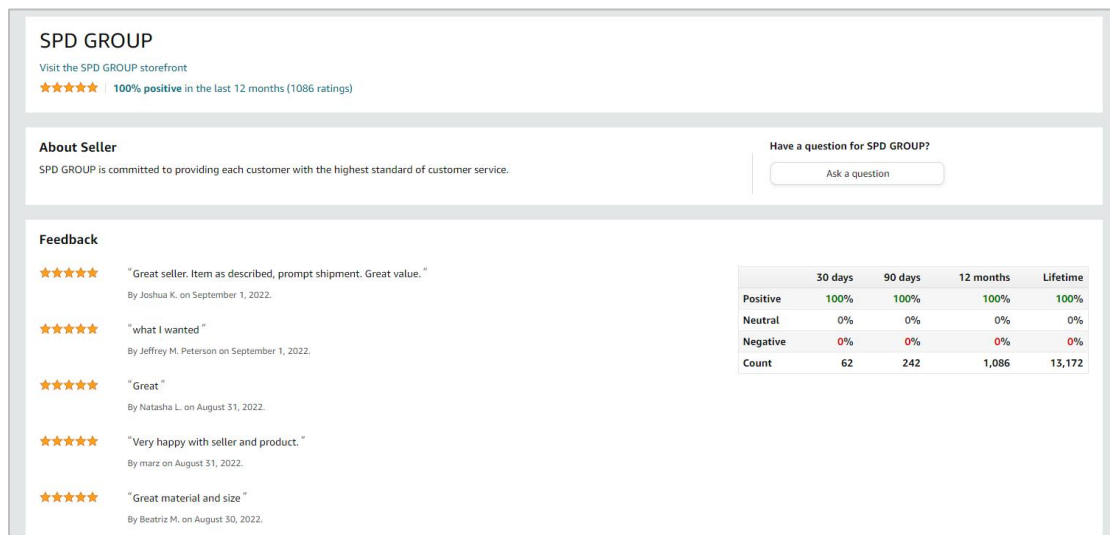 SPD GROUP
Visit the SPD GROUP storefront
100% positive in the last 12 months (1086 ratings)
About Seller
SPD GROUP is committed to providing each customer with the highest standard of customer service.
Have a question for SPD GROUP?
Ask a question
Feedback
"Great seller. Item as described, prompt shipment. Great value."
By Joshua K. on September 1, 2022.
"what I wanted"
By Jeffrey M. Peterson on September 1, 2022.
"Great"
By Natasha L. on August 31, 2022.
"Very happy with seller and product."
By marz on August 31, 2022.
"Great material and size"
By Beatriz M. on August 30, 2022.
30 days 90 days 12 months Lifetime
Positive 100% 100% 100% 100%
Neutral 0% 0% 0% 0%
Negative 0% 0% 0% 0%
Count 62 242 1,086 13,172